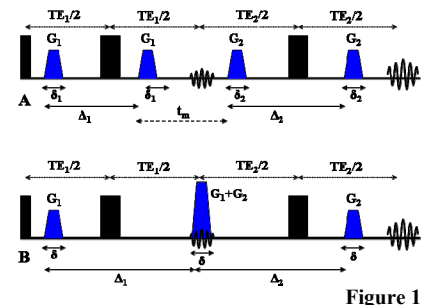 TE₁/2 TE₁/2 TE₂/2 TE₂/2
G₁ G₁ G₂ G₂
A δ₁ δ₁ δ₂ δ₂
Δ₁ tₘ Δ₂
TE₁/2 TE₁/2 TE₂/2 TE₂/2
G₁ G₁+G₂ G₂
B δ δ δ
Δ₁ Δ₂
Figure 1